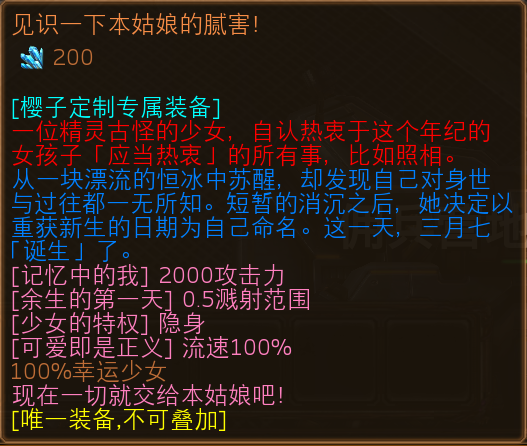 见识一下本姑娘的腻害!
200
[樱子定制专属装备]
一位精灵古怪的少女, 自认热衷于这个年纪的
女孩子「应当热衷」的所有事, 比如照相。
从一块漂流的恒冰中苏醒, 却发现自己对身世
与过往都一无所知。短暂的消沉之后, 她决定以
重获新生的日期为自己命名。这一天, 三月七
「诞生」了。
[记忆中的我] 2000攻击力
[余生的第一天] 0.5溅射范围
[少女的特权] 隐身
[可爱即是正义] 流速100%
100%幸运少女
现在一切就交给本姑娘吧!
[唯一装备,不可叠加]